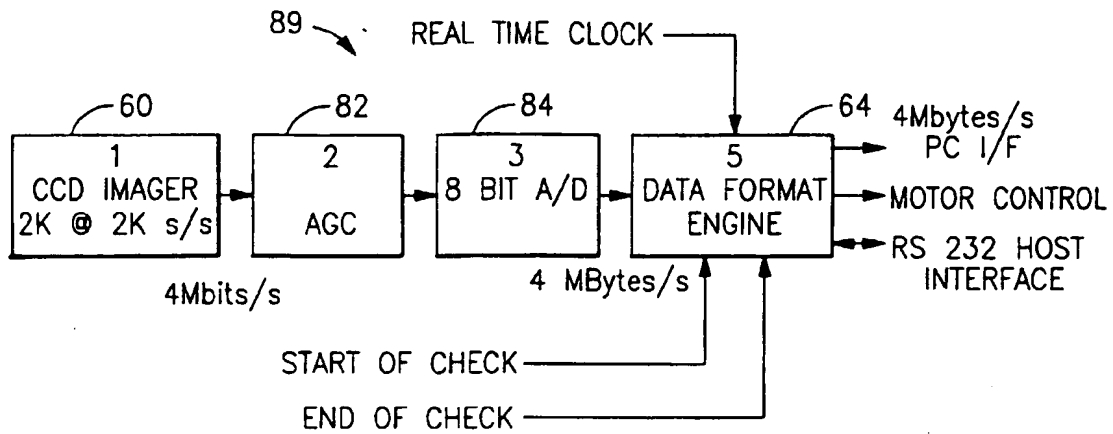 89
REAL TIME CLOCK
60
82
84
64
1
CCD IMAGER
2K @ 2K s/s
2
AGC
3
8 BIT A/D
5
DATA FORMAT
ENGINE
4Mbytes/s
PC I/F
MOTOR CONTROL
RS 232 HOST
INTERFACE
4Mbits/s
4 MBytes/s
START OF CHECK
END OF CHECK